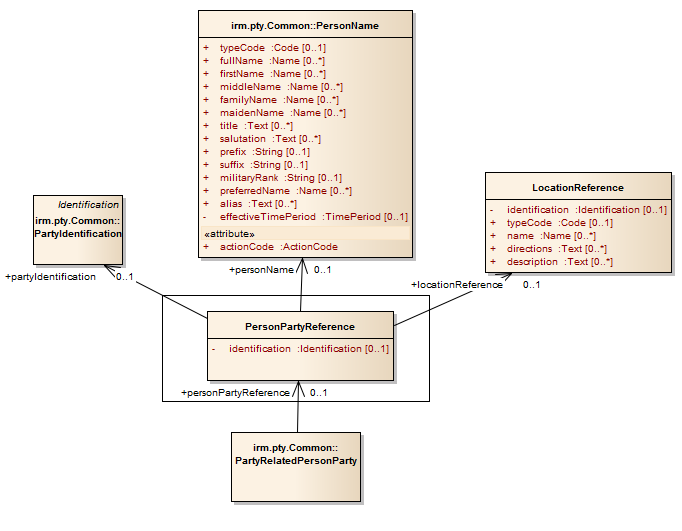 irm.pty.Common::PersonName
+ typeCode :Code [0..1]
+ fullName :Name [0..*]
+ firstName :Name [0..*]
+ middleName :Name [0..*]
+ familyName :Name [0..*]
+ maidenName :Name [0..*]
+ title :Text [0..*]
+ salutation :Text [0..*]
+ prefix :String [0..1]
+ suffix :String [0..1]
+ militaryRank :String [0..1]
+ preferredName :Name [0..*]
+ alias :Text [0..*]
- effectiveTimePeriod :TimePeriod [0..1]
«attribute»
+ actionCode :ActionCode
Identification
irm.pty.Common::
PartyIdentification
LocationReference
- identification :Identification [0..1]
+ typeCode :Code [0..1]
+ name :Name [0..*]
+ directions :Text [0..*]
+ description :Text [0..*]
+partyIdentification 0..1
+personName 0..1
+locationReference 0..1
PersonPartyReference
- identification :Identification [0..1]
+personPartyReference 0..1
irm.pty.Common::
PartyRelatedPersonParty